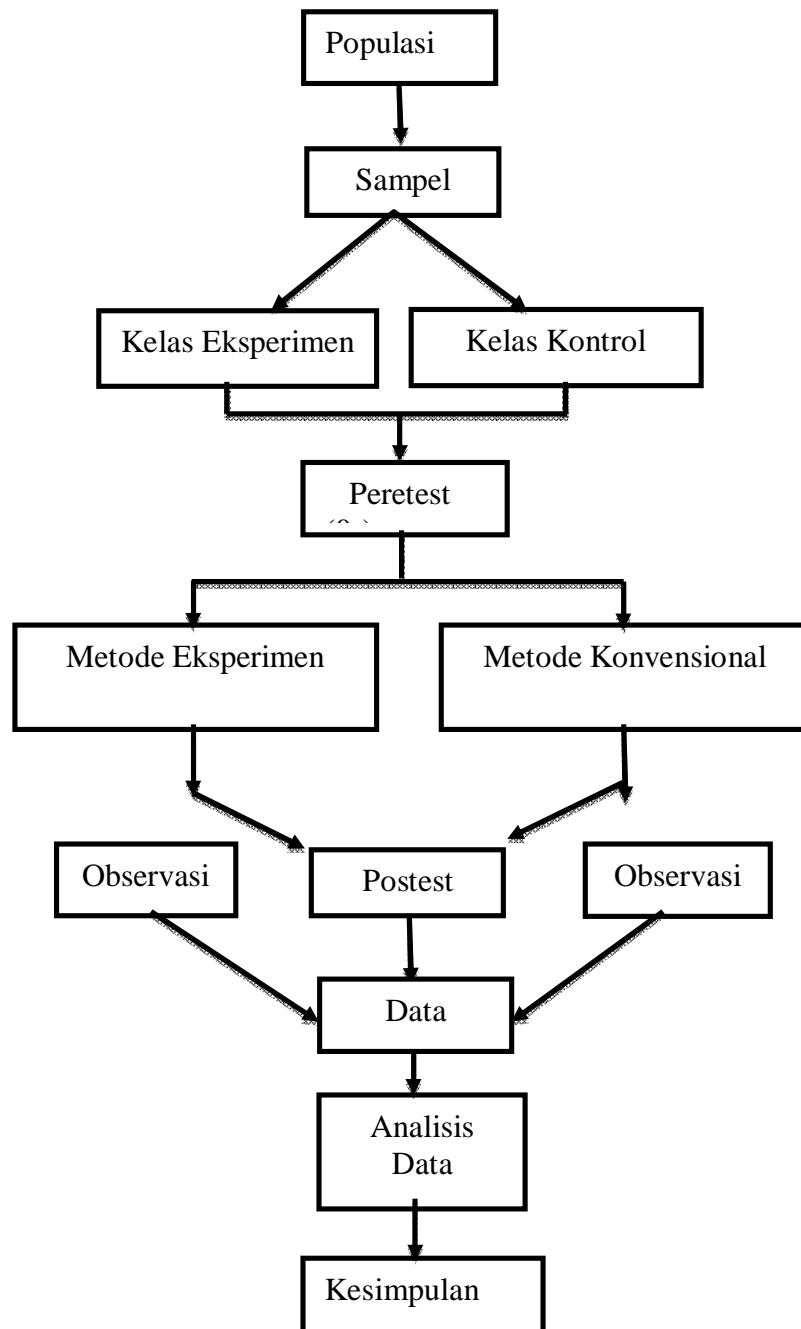 Populasi
Sampel
Kelas Eksperimen
Kelas Kontrol
Peretest
Metode Eksperimen
Metode Konvensional
Observasi
Postest
Observasi
Data
Analisis
Data
Kesimpulan